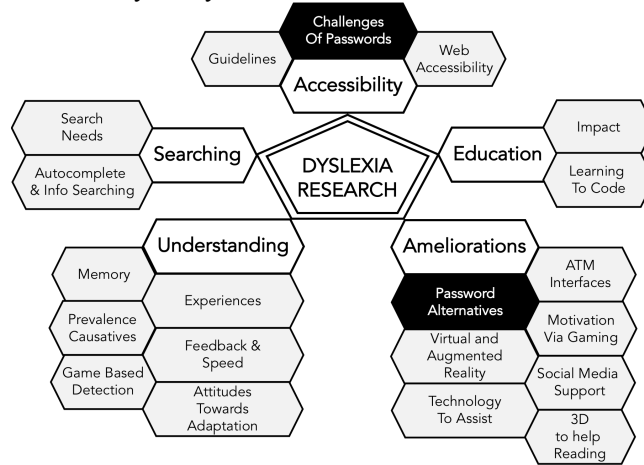 Challenges
Of Passwords
Guidelines
Web
Accessibility
Accessibility
Search
Needs
Autocomplete
& Info Searching
Searching
DYSLEXIA
RESEARCH
Education
Impact
Learning
To Code
Understanding
Memory
Experiences
Prevalence
Causatives
Feedback &
Speed
Game Based
Detection
Attitudes
Towards
Adaptation
Ameliorations
ATM
Interfaces
Password
Alternatives
Motivation
Via Gaming
Virtual and
Augmented
Reality
Social Media
Support
Technology
To Assist
3D
to help
Reading